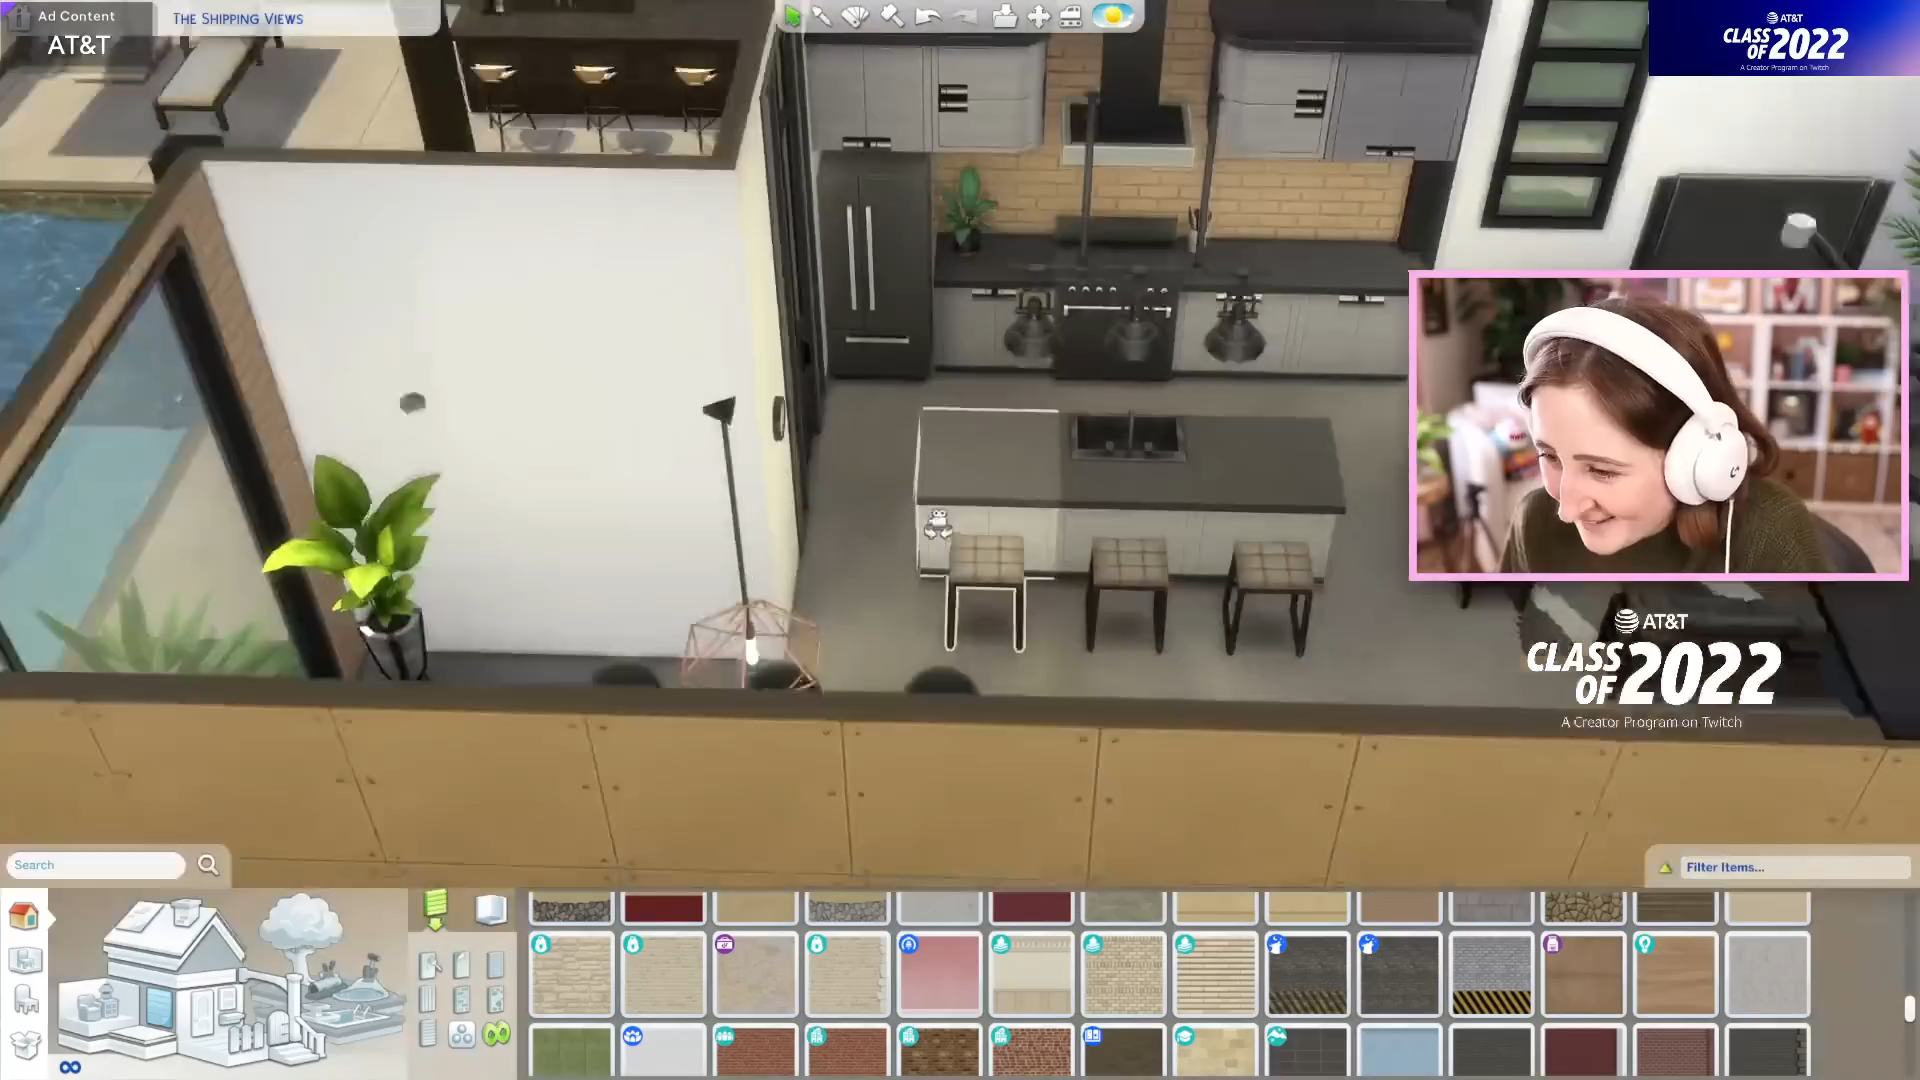 Ad Content
AT&T
The Shipping Views
AT&T
CLASS
OF 2022
A Creator Program on Twitch
AT&T
CLASS
OF 2022
A Creator Program on Twitch
Search
Filter Items...